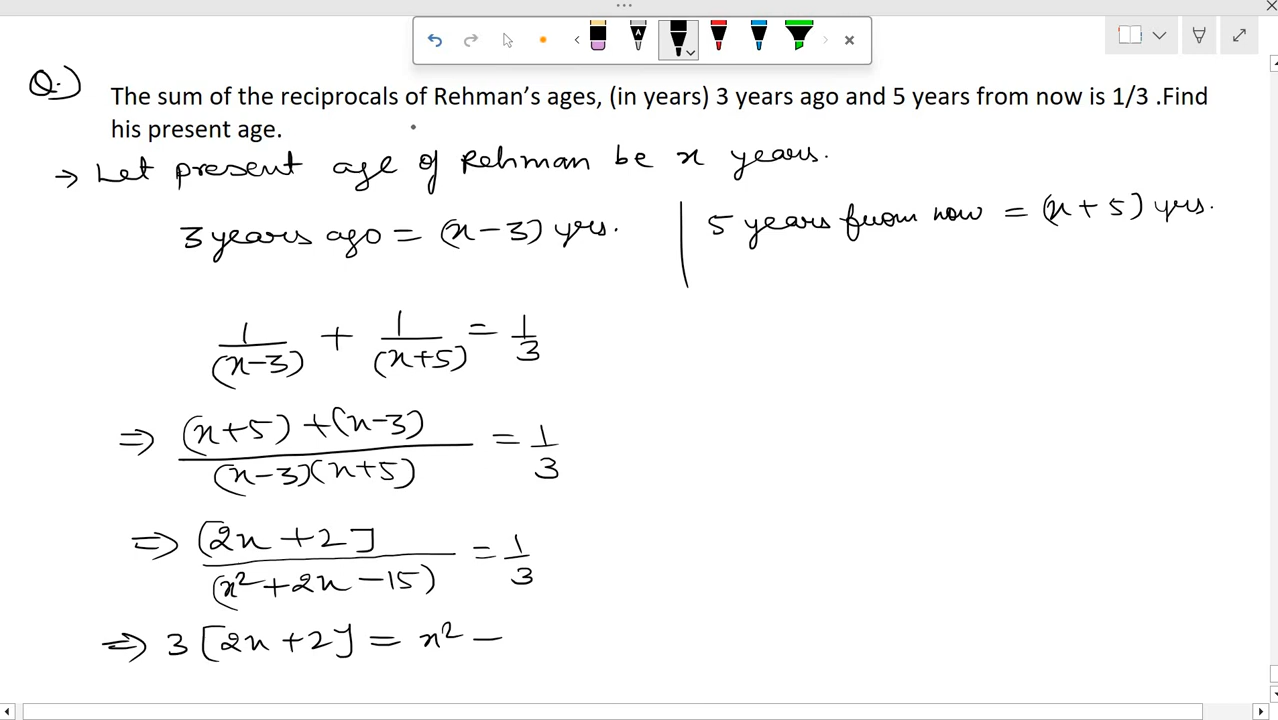 Q.)
The sum of the reciprocals of Rehman’s ages, (in years) 3 years ago and 5 years from now is 1/3 .Find
his present age.
→ Let present age of Rehman be x years.
3 years ago = (x-3) yrs. | 5 years from now = (x+5) yrs.
1/(x-3) + 1/(x+5) = 1/3
⇒ (x+5)+(x-3)/(x-3)(x+5) = 1/3
⇒ [2x+2]/(x²+2x-15) = 1/3
⇒ 3[2x+2] = x² -